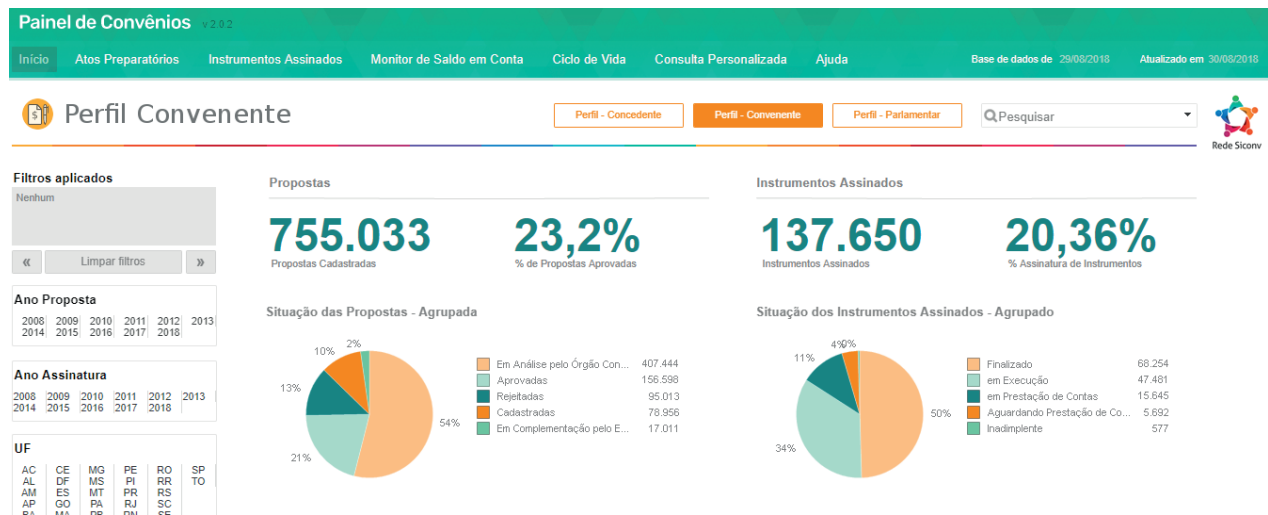 Painel de Convênios v 2 0 2
Início Atos Preparatórios Instrumentos Assinados Monitor de Saldo em Conta Ciclo de Vida Consulta Personalizada Ajuda Base de dados de 29/08/2018 Atualizado em 30/08/2018
Perfil Convenente
Perfil - Concedente Perfil - Convenente Perfil - Parlamentar
Pesquisar
Rede Siconv
Filtros aplicados
Nenhum
« Limpar filtros »
Ano Proposta
2008 2009 2010 2011 2012 2013
2014 2015 2016 2017 2018
Ano Assinatura
2008 2009 2010 2011 2012 2013
2014 2015 2016 2017 2018
UF
AC CE MG PE RO SP
AL DF MS PI RR TO
AM ES MT PR RS
AP GO PA RJ SC
BA MA PB RN SE
Propostas
755.033 23,2%
Propostas Cadastradas % de Propostas Aprovadas
Situação das Propostas - Agrupada
2%
10%
13%
54%
21%
Em Análise pelo Órgão Con... 407.444
Aprovadas 156.598
Rejeitadas 95.013
Cadastradas 78.956
Em Complementação pelo E... 17.011
Instrumentos Assinados
137.650 20,36%
Instrumentos Assinados % Assinatura de Instrumentos
Situação dos Instrumentos Assinados - Agrupado
4% 0%
11%
50%
34%
Finalizado 68.254
em Execução 47.481
em Prestação de Contas 15.645
Aguardando Prestação de Co... 5.692
Inadimplente 577